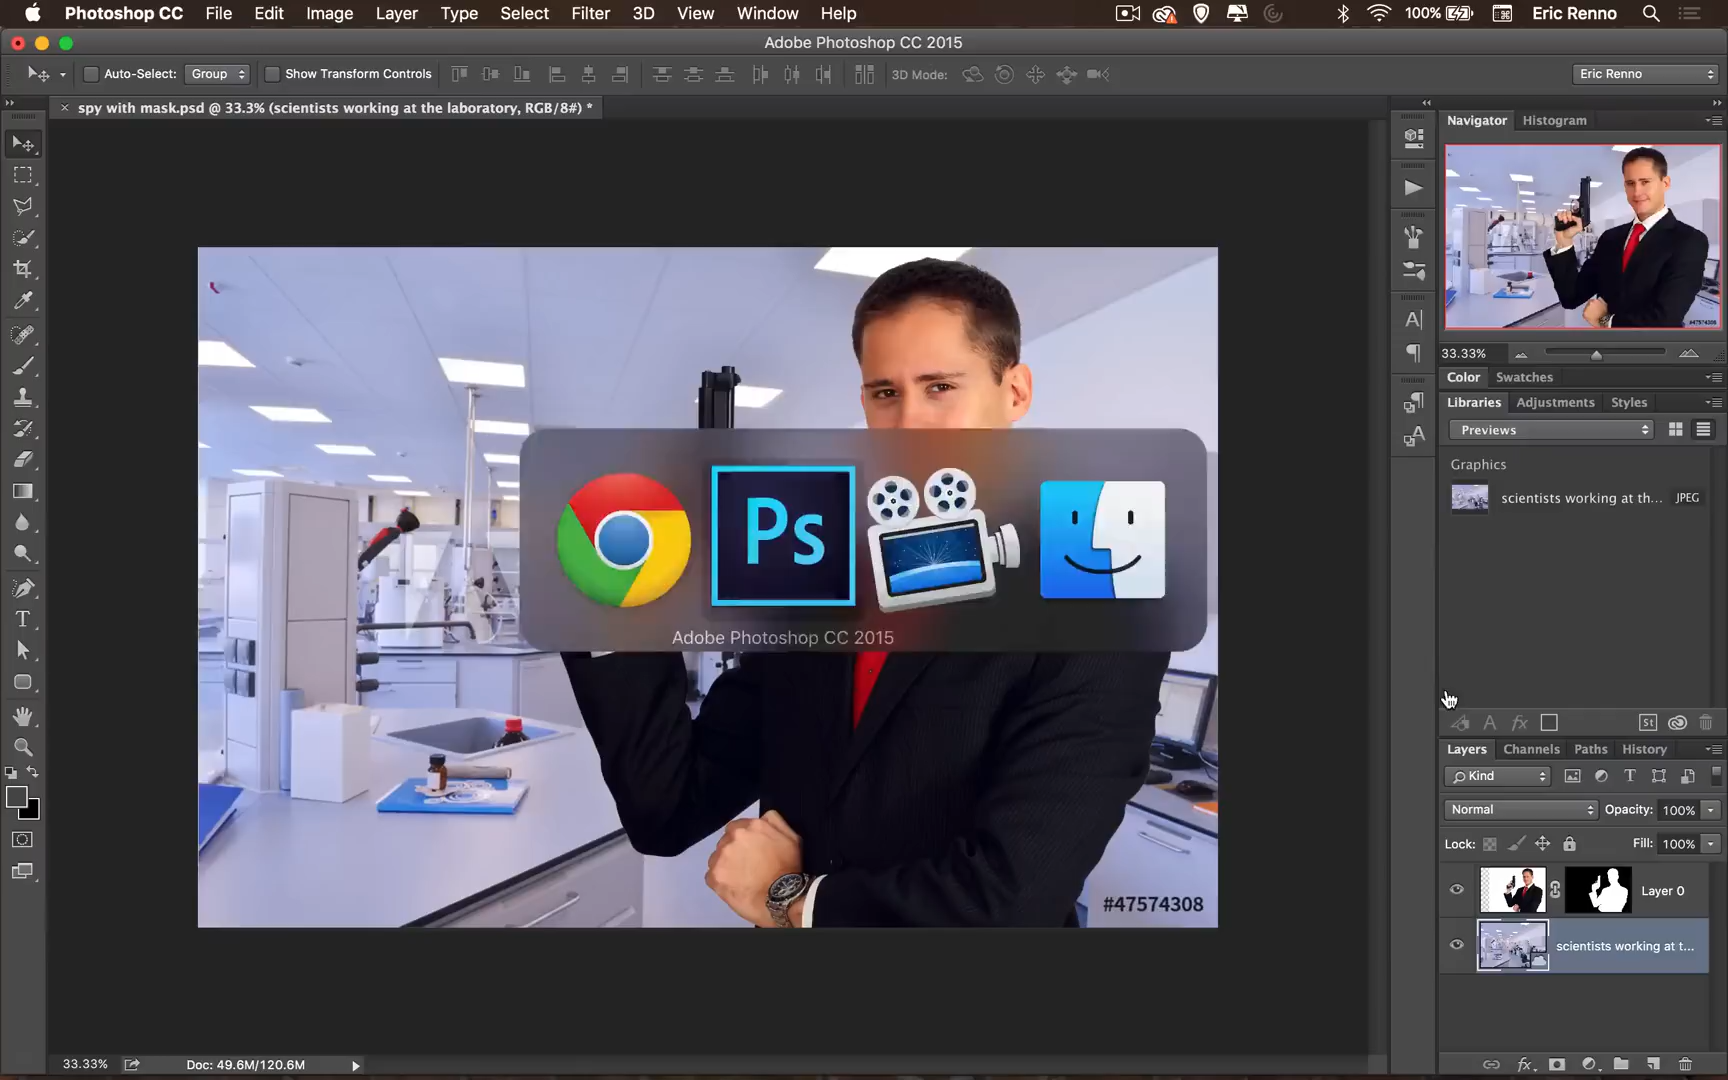 Photoshop CC File Edit Image Layer Type Select Filter 3D View Window Help 100% Eric Renno
Adobe Photoshop CC 2015
Auto-Select: Group Show Transform Controls 3D Mode: Eric Renno
× spy with mask.psd @ 33.3% (scientists working at the laboratory, RGB/8#) *
Navigator Histogram
#47574308
33.33%
Color Swatches
Libraries Adjustments Styles
Previews
Graphics
scientists working at th... JPEG
Ps
Adobe Photoshop CC 2015
A fx St
Layers Channels Paths History
Kind
Normal Opacity: 100%
Lock: Fill: 100%
Layer 0
#47574308
scientists working at t...
33.33% Doc: 49.6M/120.6M
fx